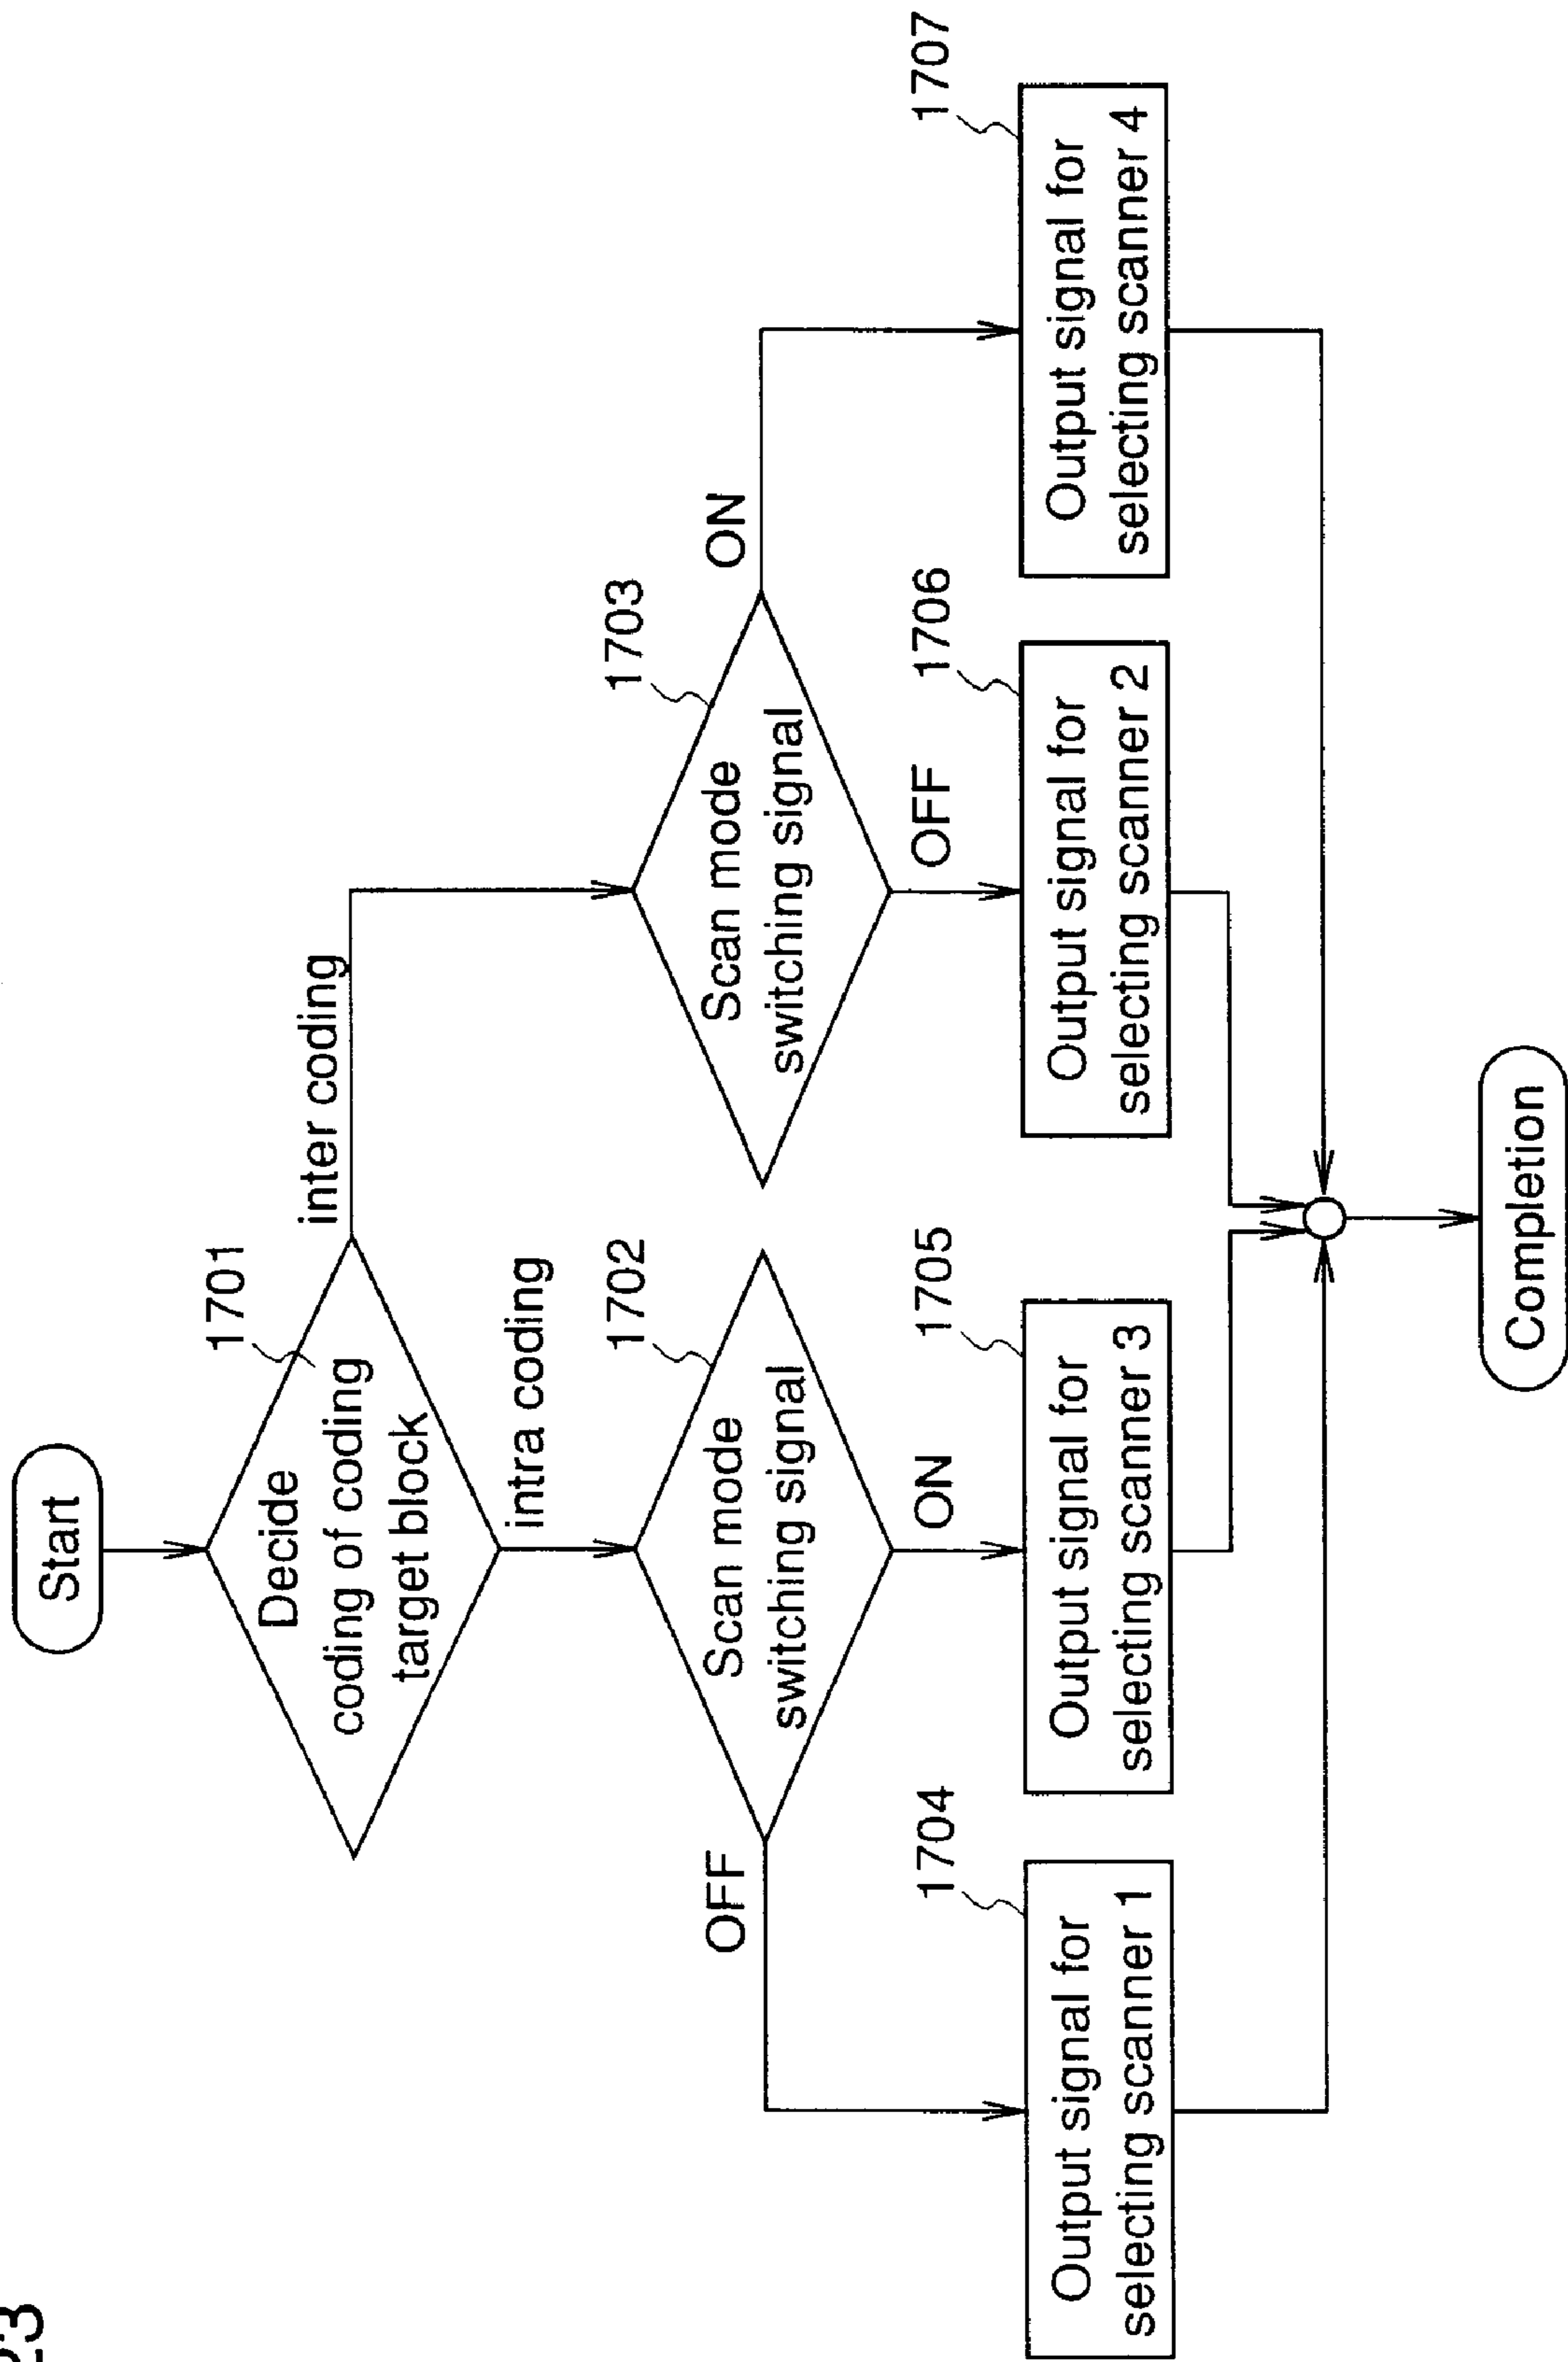 23
Start
1701
Decide
coding of coding
target block
inter coding
intra coding
1702
Scan mode
switching signal
1703
Scan mode
switching signal
OFF
ON
OFF
ON
1704
Output signal for
selecting scanner 1
1705
Output signal for
selecting scanner 3
1706
Output signal for
selecting scanner 2
1707
Output signal for
selecting scanner 4
Completion